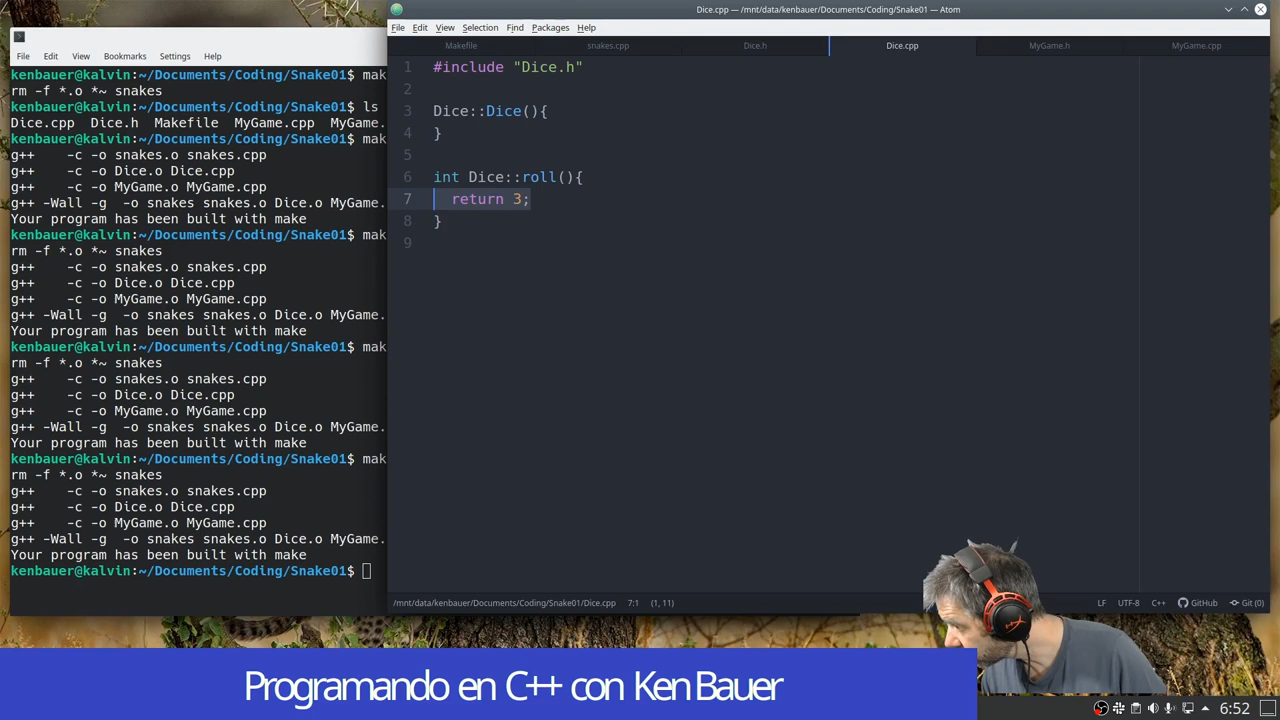 Dice.cpp — /mnt/data/kenbauer/Documents/Coding/Snake01 — Atom
File Edit View Selection Find Packages Help
Makefile snakes.cpp Dice.h Dice.cpp MyGame.h MyGame.cpp
1 #include "Dice.h"
2
3 Dice::Dice(){
4 }
5
6 int Dice::roll(){
7 return 3;
8 }
9
/mnt/data/kenbauer/Documents/Coding/Snake01/Dice.cpp 7:1 (1, 11) LF UTF-8 C++ GitHub Git (0)
File Edit View Bookmarks Settings Help
kenbauer@kalvin:~/Documents/Coding/Snake01$ mak
rm -f *.o *~ snakes
kenbauer@kalvin:~/Documents/Coding/Snake01$ ls
Dice.cpp Dice.h Makefile MyGame.cpp MyGame.
kenbauer@kalvin:~/Documents/Coding/Snake01$ mak
g++ -c -o snakes.o snakes.cpp
g++ -c -o Dice.o Dice.cpp
g++ -c -o MyGame.o MyGame.cpp
g++ -Wall -g -o snakes snakes.o Dice.o MyGame.
Your program has been built with make
kenbauer@kalvin:~/Documents/Coding/Snake01$ mak
rm -f *.o *~ snakes
g++ -c -o snakes.o snakes.cpp
g++ -c -o Dice.o Dice.cpp
g++ -c -o MyGame.o MyGame.cpp
g++ -Wall -g -o snakes snakes.o Dice.o MyGame.
Your program has been built with make
kenbauer@kalvin:~/Documents/Coding/Snake01$ mak
rm -f *.o *~ snakes
g++ -c -o snakes.o snakes.cpp
g++ -c -o Dice.o Dice.cpp
g++ -c -o MyGame.o MyGame.cpp
g++ -Wall -g -o snakes snakes.o Dice.o MyGame.
Your program has been built with make
kenbauer@kalvin:~/Documents/Coding/Snake01$ mak
rm -f *.o *~ snakes
g++ -c -o snakes.o snakes.cpp
g++ -c -o Dice.o Dice.cpp
g++ -c -o MyGame.o MyGame.cpp
g++ -Wall -g -o snakes snakes.o Dice.o MyGame.
Your program has been built with make
kenbauer@kalvin:~/Documents/Coding/Snake01$
Programando en C++ con Ken Bauer
6:52